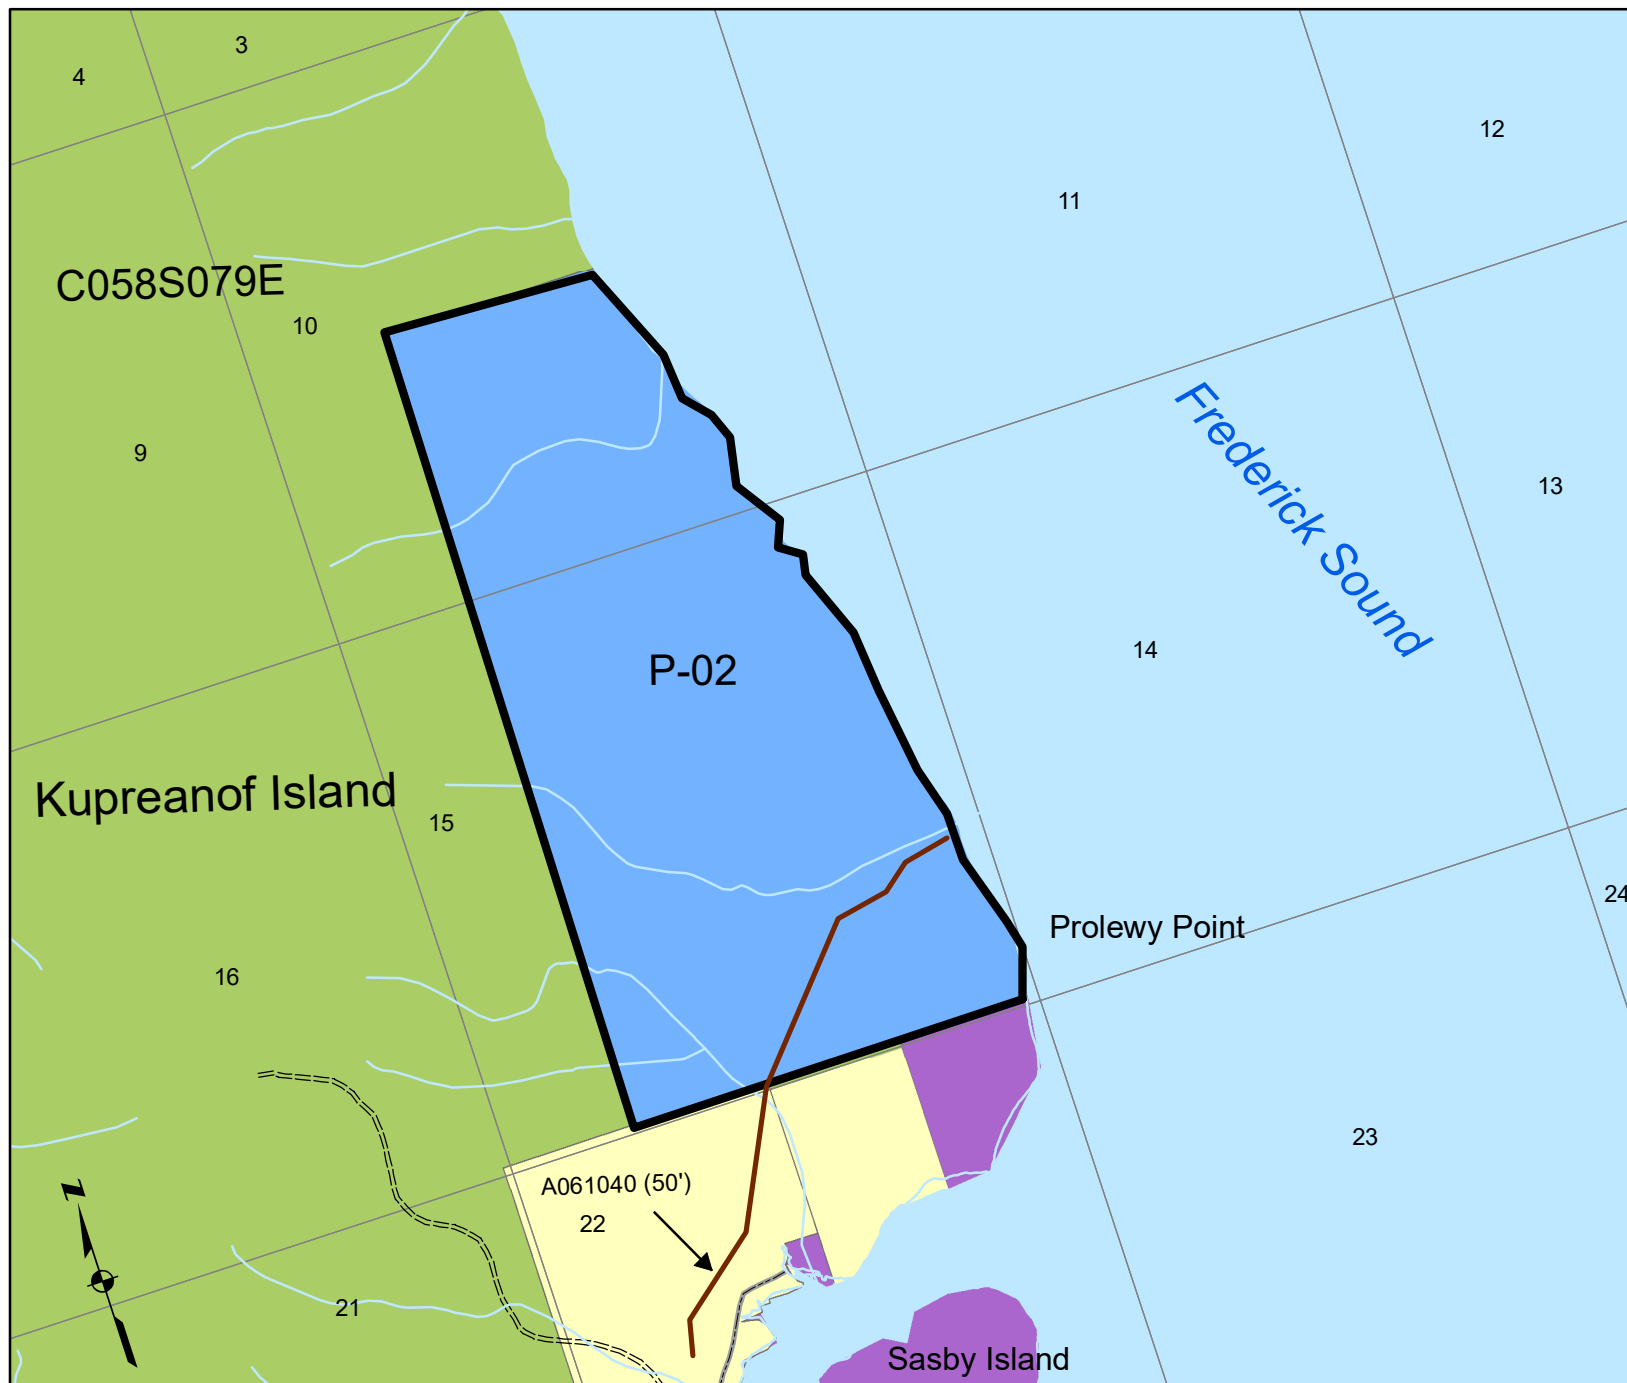 3
4
12
11
C058S079E
10
9
Frederick Sound
13
14
P-02
Kupreanof Island
15
24
Prolewy Point
16
23
A061040 (50')
22
N
21
Sasby Island